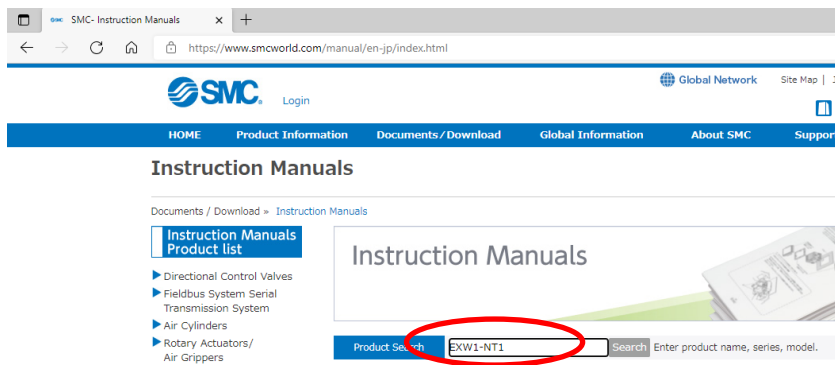 SMC- Instruction Manuals
https://www.smcworld.com/manual/en-jp/index.html
SMC. Login
Global Network Site Map |
HOME Product Information Documents/Download Global Information About SMC Suppor
Instruction Manuals
Documents / Download » Instruction Manuals
Instruction Manuals
Product list
Directional Control Valves
Fieldbus System Serial
Transmission System
Air Cylinders
Rotary Actuators/
Air Grippers
Instruction Manuals
Product Search EXW1-NT1 Search Enter product name, series, model.